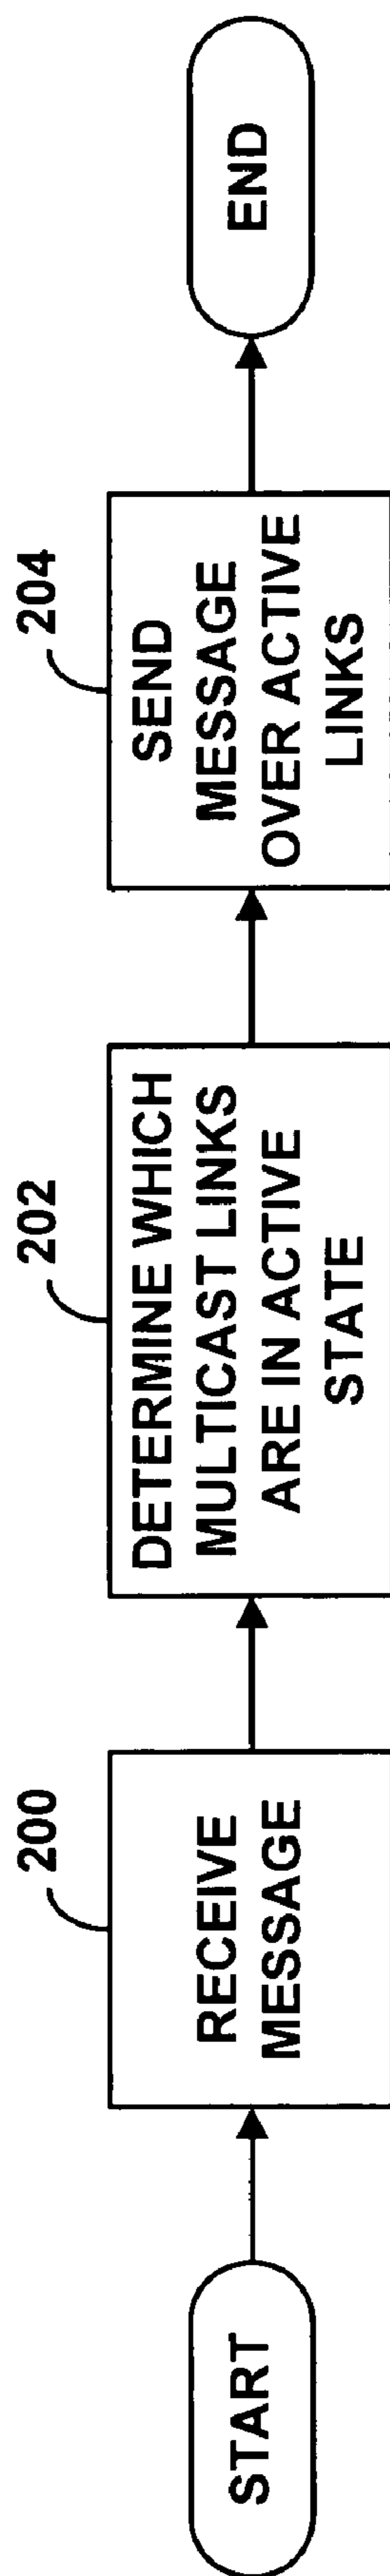 START
200
RECEIVE
MESSAGE
202
DETERMINE WHICH
MULTICAST LINKS
ARE IN ACTIVE
STATE
204
SEND
MESSAGE
OVER ACTIVE
LINKS
END